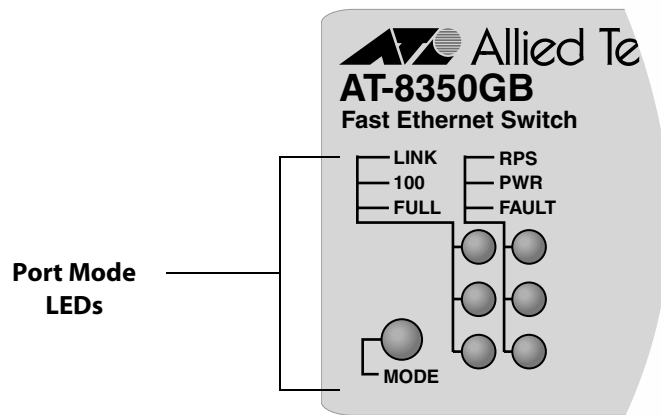 Allied Te
AT-8350GB
Fast Ethernet Switch
LINK
100
FULL
RPS
PWR
FAULT
Port Mode
LEDs
MODE